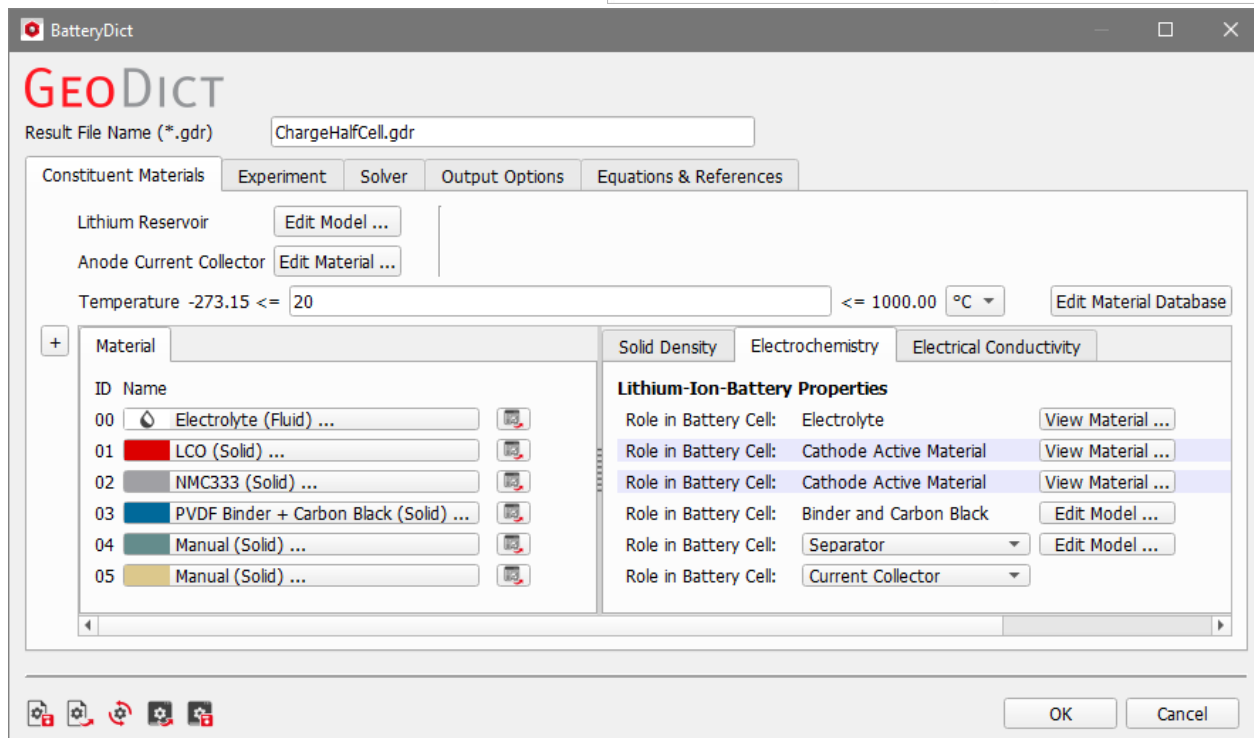 BatteryDict
GEODICT
Result File Name (*.gdr) ChargeHalfCell.gdr
Constituent Materials Experiment Solver Output Options Equations & References
Lithium Reservoir Edit Model ...
Anode Current Collector Edit Material ...
Temperature -273.15 <= 20 <= 1000.00 °C Edit Material Database
+ Material Solid Density Electrochemistry Electrical Conductivity
ID Name Lithium-Ion-Battery Properties
00 Electrolyte (Fluid) ... Role in Battery Cell: Electrolyte View Material ...
01 LCO (Solid) ... Role in Battery Cell: Cathode Active Material View Material ...
02 NMC333 (Solid) ... Role in Battery Cell: Cathode Active Material View Material ...
03 PVDF Binder + Carbon Black (Solid) ... Role in Battery Cell: Binder and Carbon Black Edit Model ...
04 Manual (Solid) ... Role in Battery Cell: Separator Edit Model ...
05 Manual (Solid) ... Role in Battery Cell: Current Collector
OK Cancel